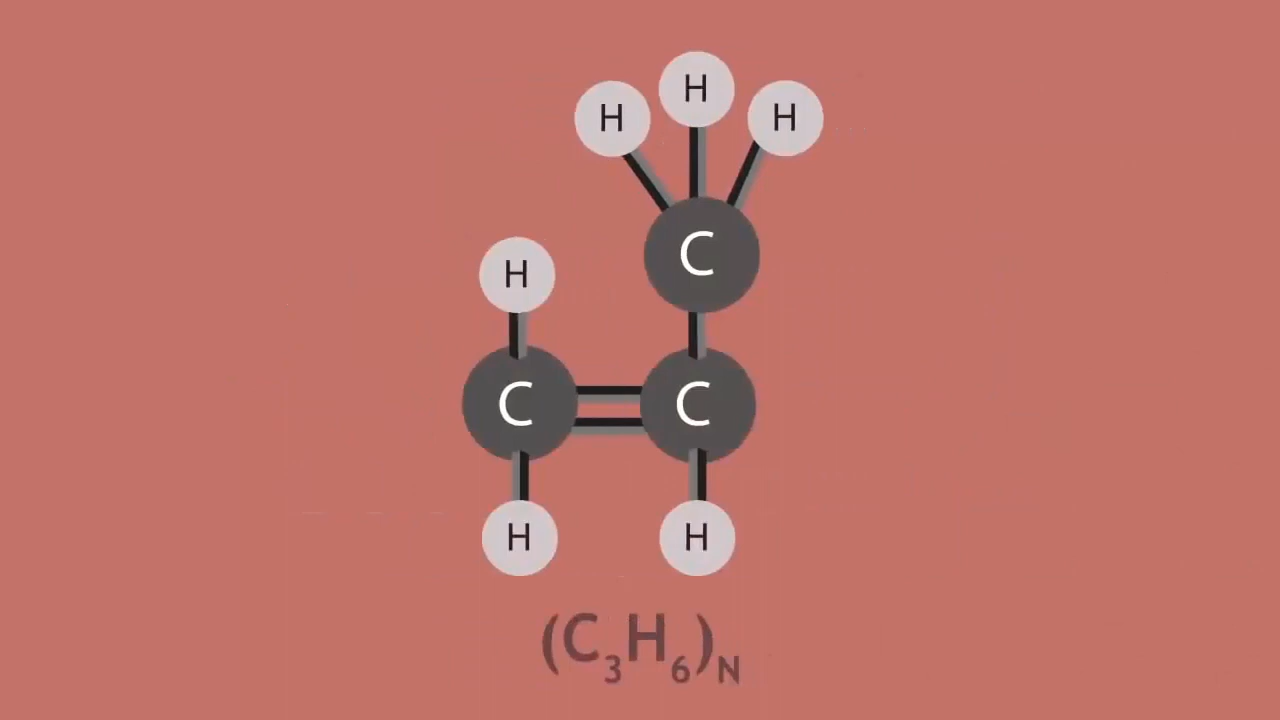 H H H
C
H
C C
H H
(C₃H₆)ₙ